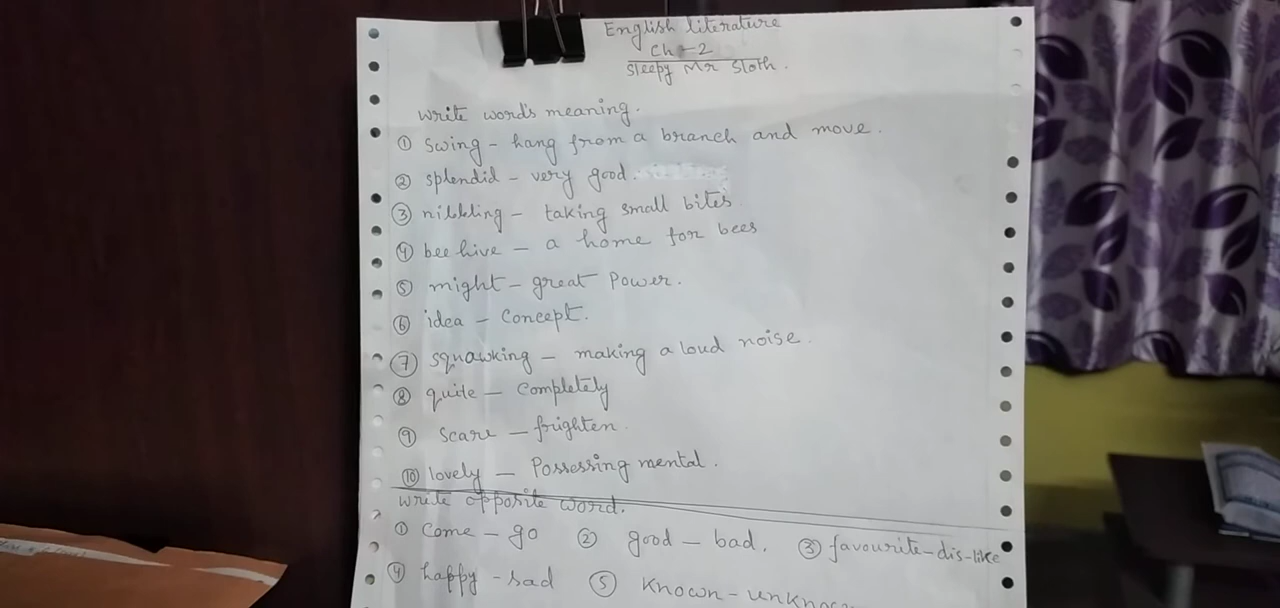 English literature
Ch - 2
Sleepy Mr Sloth.
Write words meaning.
① Swing - hang from a branch and move.
② splendid - very good.
③ nibbling - taking small bites.
④ bee hive - a home for bees
⑤ might - great Power.
⑥ idea - Concept.
⑦ squawking - making a loud noise.
⑧ quite - Completely
⑨ scare - frighten.
⑩ lovely - Possessing mental.
Write opposite word.
① Come - go ② good - bad. ③ favourite - dis-like
④ happy - sad ⑤ Known -